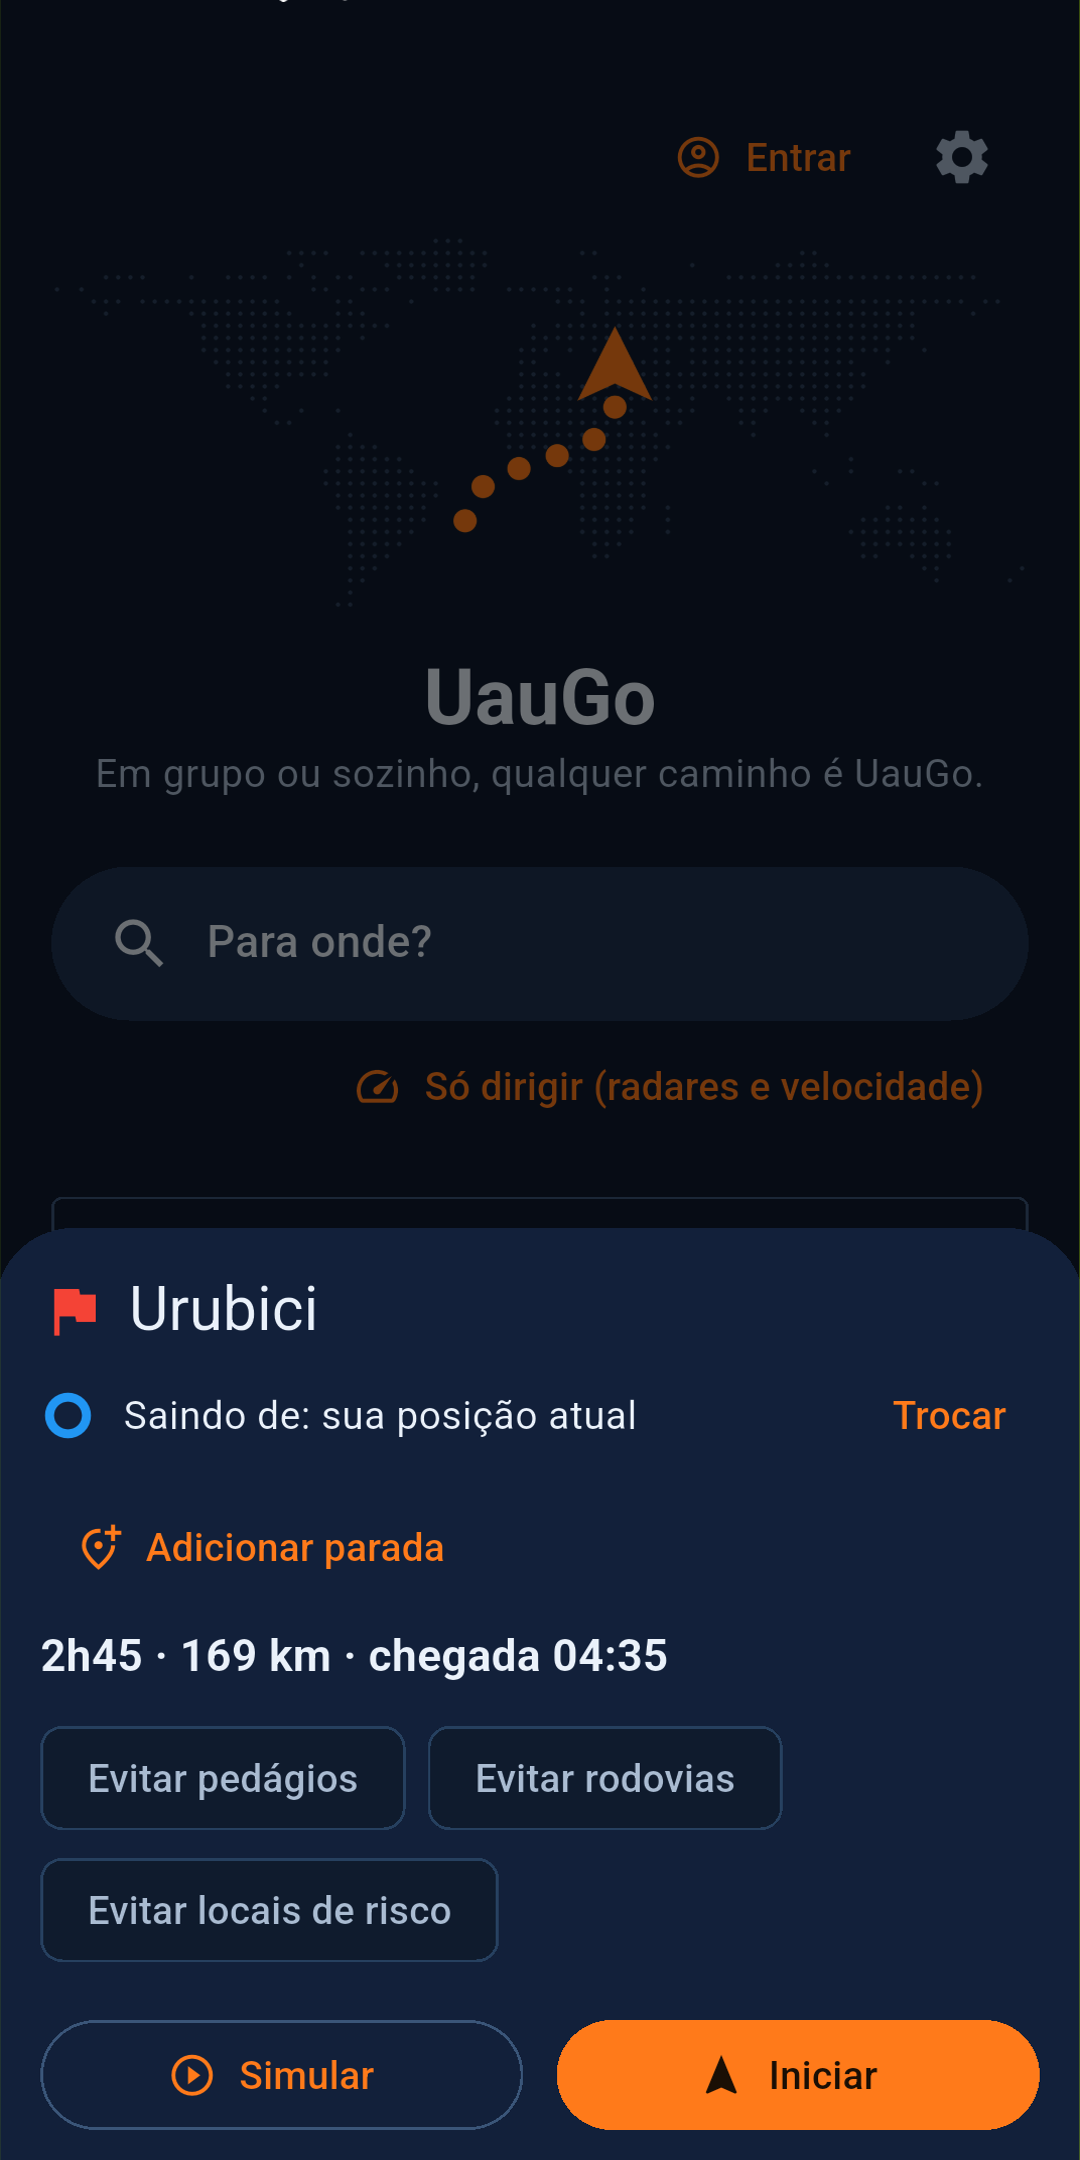 Entrar
UauGo
Em grupo ou sozinho, qualquer caminho é UauGo.
Para onde?
Só dirigir (radares e velocidade)
Urubici
Saindo de: sua posição atual
Trocar
Adicionar parada
2h45 · 169 km · chegada 04:35
Evitar pedágios
Evitar rodovias
Evitar locais de risco
Simular
Iniciar